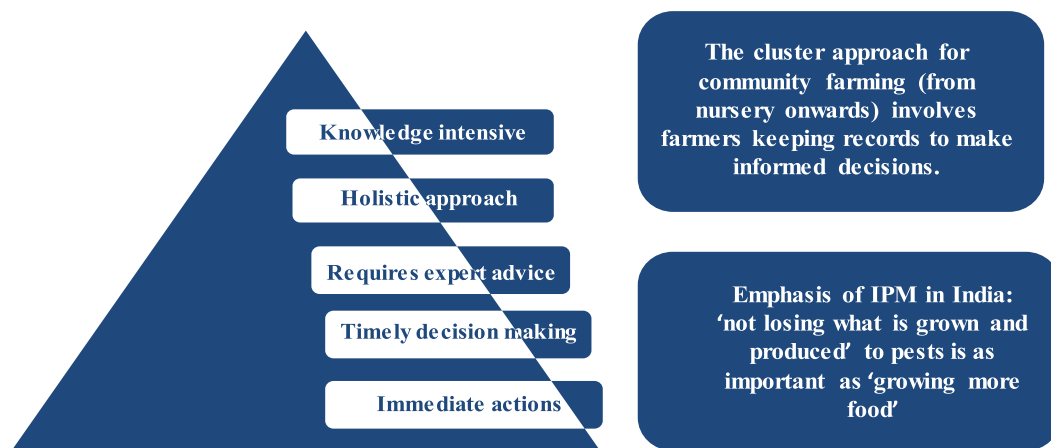 Knowledge intensive
Holistic approach
Requires expert advice
Timely decision making
Immediate actions
The cluster approach for
community farming (from
nursery onwards) involves
farmers keeping records to make
informed decisions.
Emphasis of IPM in India:
‘not losing what is grown and
produced’ to pests is as
important as ‘growing more
food’